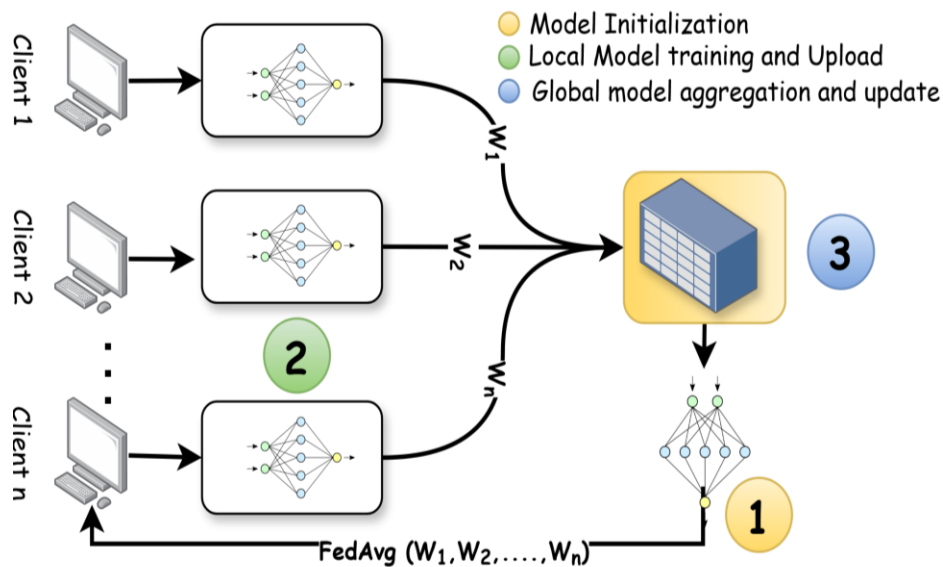 Model Initialization
Local Model training and Upload
Global model aggregation and update
Client 1
W1
Client 2
W2
3
2
Client n
Wn
1
FedAvg (W1,W2,....,Wn)